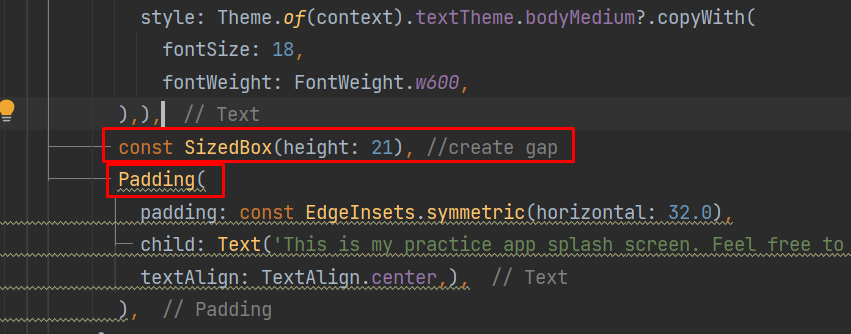 style: Theme.of(context).textTheme.bodyMedium?.copyWith(
fontSize: 18,
fontWeight: FontWeight.w600,
),), // Text
const SizedBox(height: 21), //create gap
Padding(
padding: const EdgeInsets.symmetric(horizontal: 32.0),
child: Text('This is my practice app splash screen. Feel free to
textAlign: TextAlign.center,), // Text
), // Padding